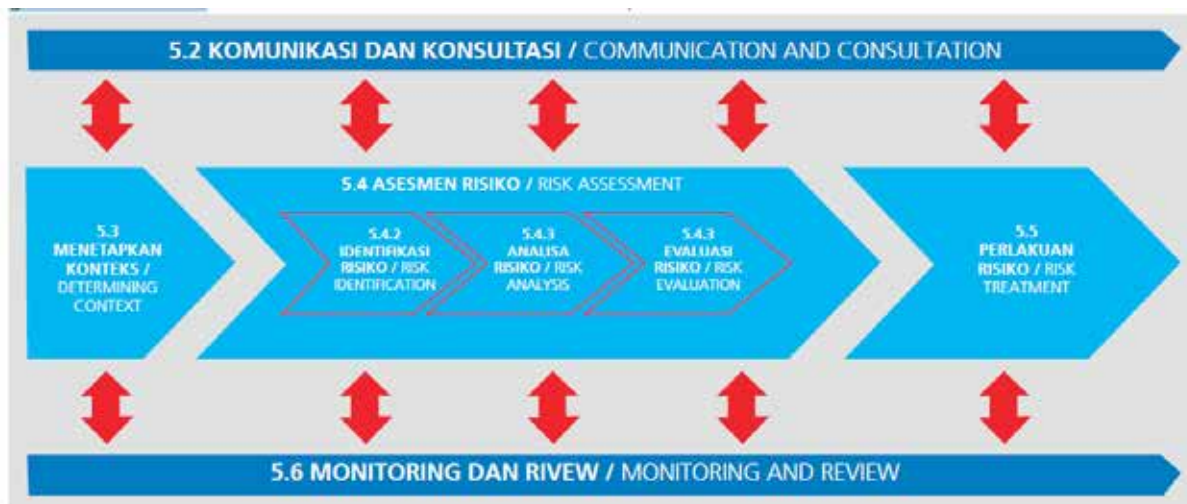 5.2 KOMUNIKASI DAN KONSULTASI / COMMUNICATION AND CONSULTATION
5.4 ASESMEN RISIKO / RISK ASSESSMENT
5.3
MENETAPKAN
KONTEKS /
DETERMINING
CONTEXT
5.4.2
IDENTIFIKASI
RISIKO / RISK
IDENTIFICATION
5.4.3
ANALISA
RISIKO / RISK
ANALYSIS
5.4.3
EVALUASI
RISIKO / RISK
EVALUATION
5.5
PERLAKUAN
RISIKO / RISK
TREATMENT
5.6 MONITORING DAN RIVEW / MONITORING AND REVIEW